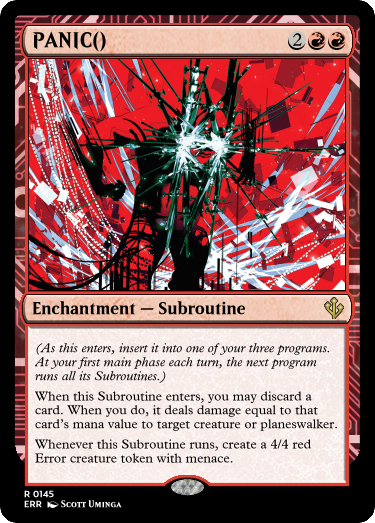 PANIC() 2
Enchantment — Subroutine
(As this enters, insert it into one of your three programs.
At your first main phase each turn, the next program
runs all its Subroutines.)
When this Subroutine enters, you may discard a
card. When you do, it deals damage equal to that
card's mana value to target creature or planeswalker.
Whenever this Subroutine runs, create a 4/4 red
Error creature token with menace.
R 0145
ERR Scott Uminga